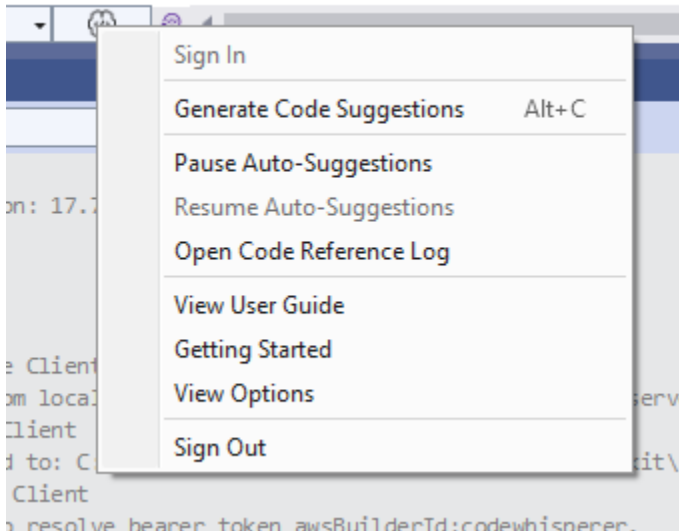 Sign In
Generate Code Suggestions Alt+C
Pause Auto-Suggestions
on: 17.7
Resume Auto-Suggestions
Open Code Reference Log
View User Guide
Getting Started
e Client
View Options
om local
serv
Client
Sign Out
d to: C:
kit\
Client
o resolve bearer token awsBuilderId:codewhisperer.